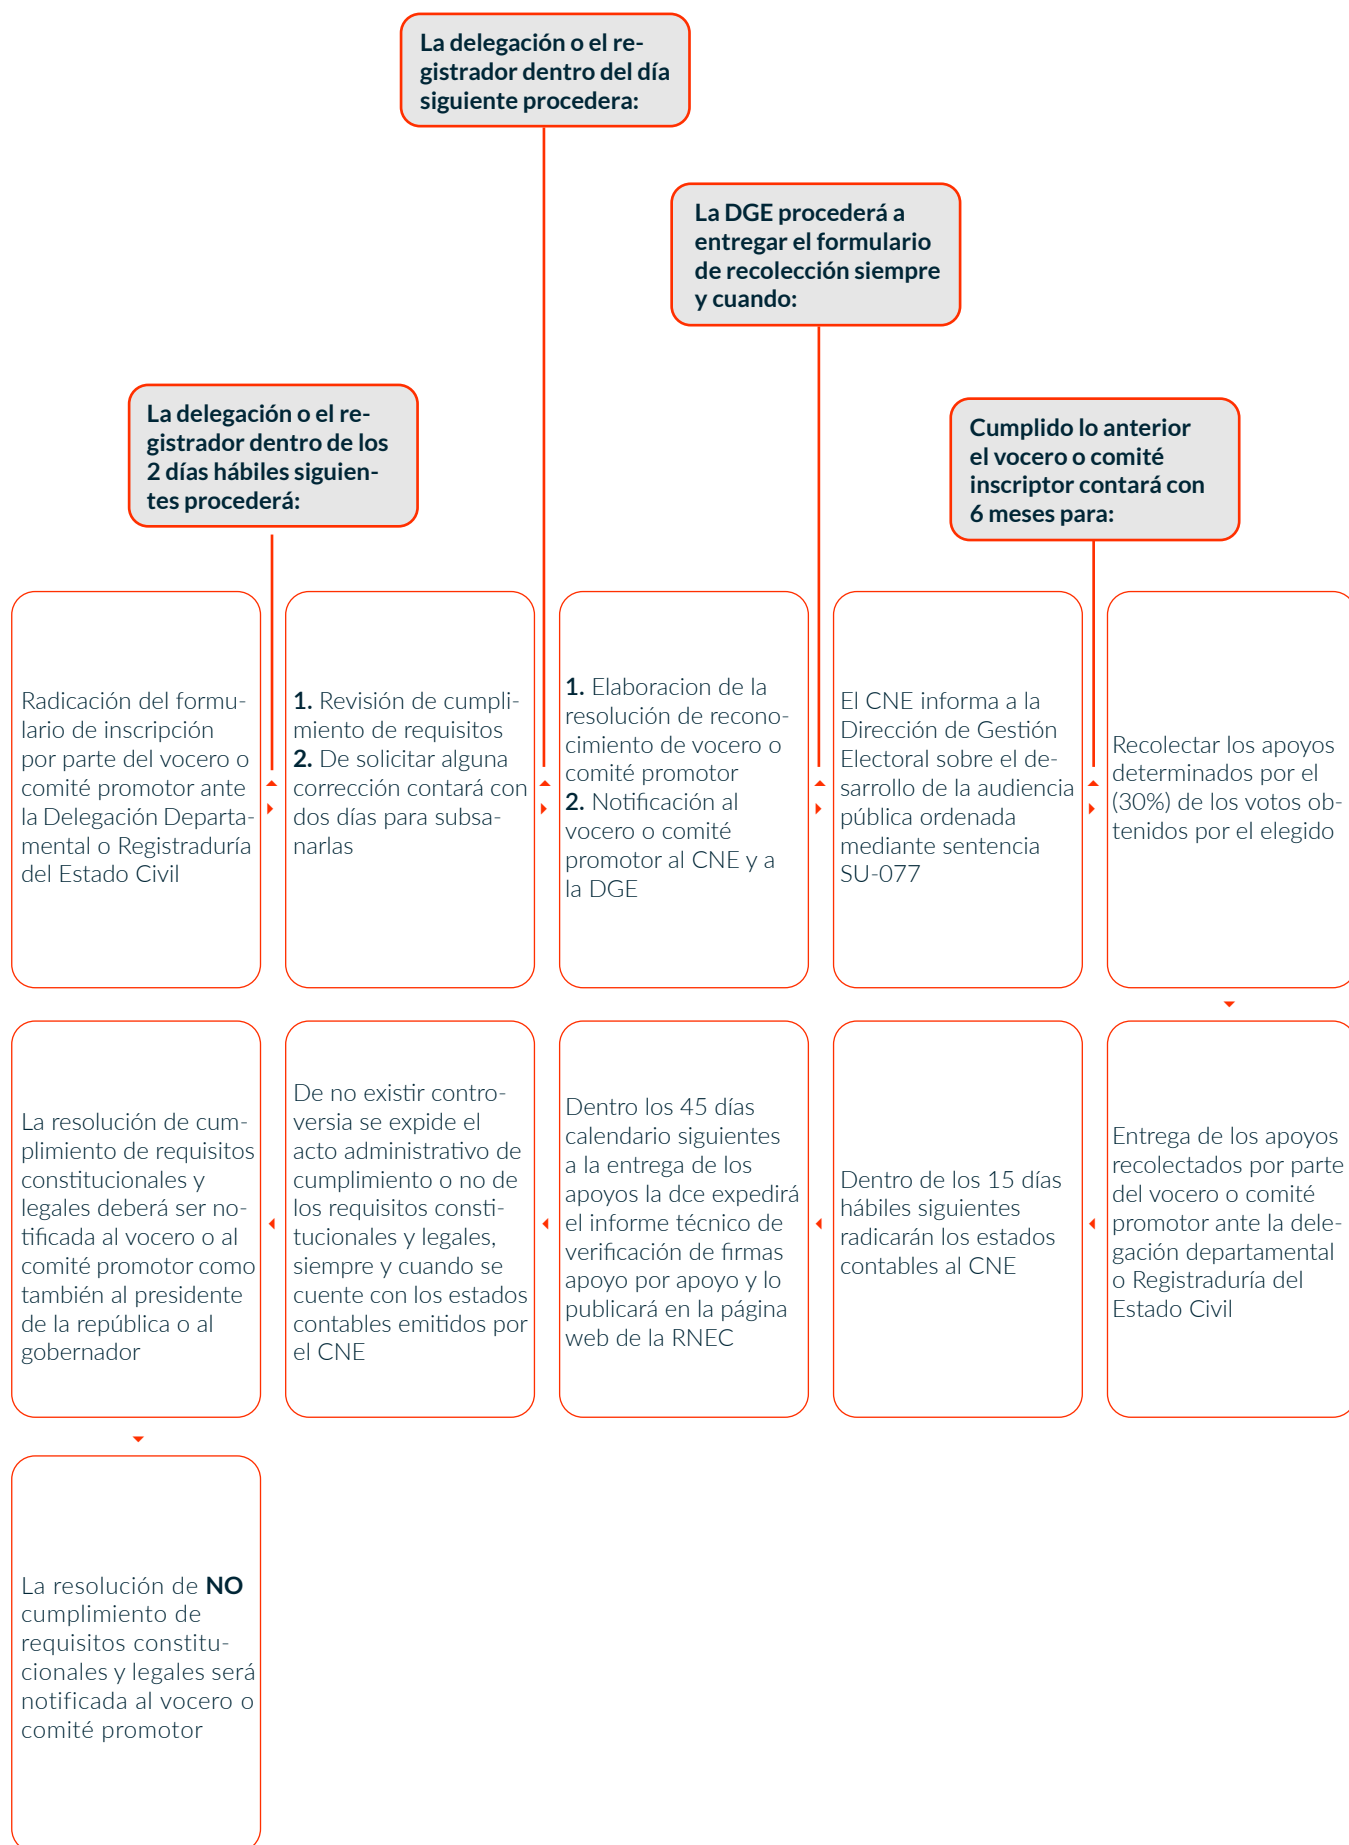 La delegación o el re-
gistrador dentro del día
siguiente procedera:
La DGE procederá a
entregar el formulario
de recolección siempre
y cuando:
La delegación o el re-
gistrador dentro de los
2 días hábiles siguien-
tes procederá:
Cumplido lo anterior
el vocero o comité
inscriptor contará con
6 meses para:
Radicación del formu-
lario de inscripción
por parte del vocero o
comité promotor ante
la Delegación Departa-
mental o Registraduría
del Estado Civil
1. Revisión de cumpli-
miento de requisitos
2. De solicitar alguna
corrección contará con
dos días para subsa-
narlas
1. Elaboracion de la
resolución de recono-
cimiento de vocero o
comité promotor
2. Notificación al
vocero o comité
promotor al CNE y a
la DGE
El CNE informa a la
Dirección de Gestión
Electoral sobre el de-
sarrollo de la audiencia
pública ordenada
mediante sentencia
SU-077
Recolectar los apoyos
determinados por el
(30%) de los votos ob-
tenidos por el elegido
La resolución de cum-
plimiento de requisitos
constitucionales y
legales deberá ser no-
tificada al vocero o al
comité promotor como
también al presidente
de la república o al
gobernador
De no existir contro-
versia se expide el
acto administrativo de
cumplimiento o no de
los requisitos consti-
tucionales y legales,
siempre y cuando se
cuente con los estados
contables emitidos por
el CNE
Dentro los 45 días
calendario siguientes
a la entrega de los
apoyos la dce expedirá
el informe técnico de
verificación de firmas
apoyo por apoyo y lo
publicará en la página
web de la RNEC
Dentro de los 15 días
hábiles siguientes
radicarán los estados
contables al CNE
Entrega de los apoyos
recolectados por parte
del vocero o comité
promotor ante la dele-
gación departamental
o Registraduría del
Estado Civil
La resolución de NO
cumplimiento de
requisitos constitu-
cionales y legales será
notificada al vocero o
comité promotor